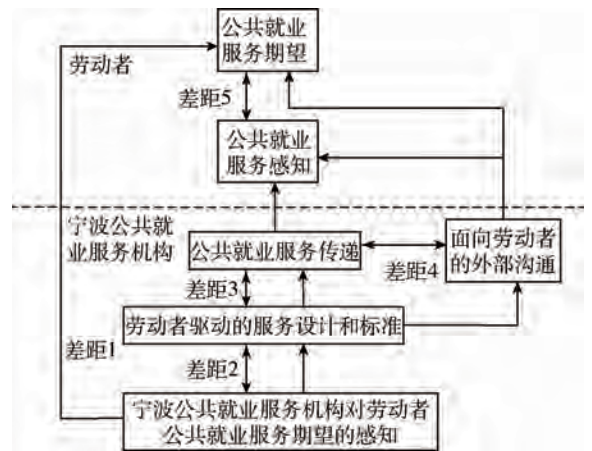 公共就业
服务期望
劳动者
差距5
公共就业
服务感知
宁波公共就
业服务机构
公共就业服务传递
面向劳动者
的外部沟通
差距4
差距3
劳动者驱动的服务设计和标准
差距1
差距2
宁波公共就业服务机构对劳动者
公共就业服务期望的感知